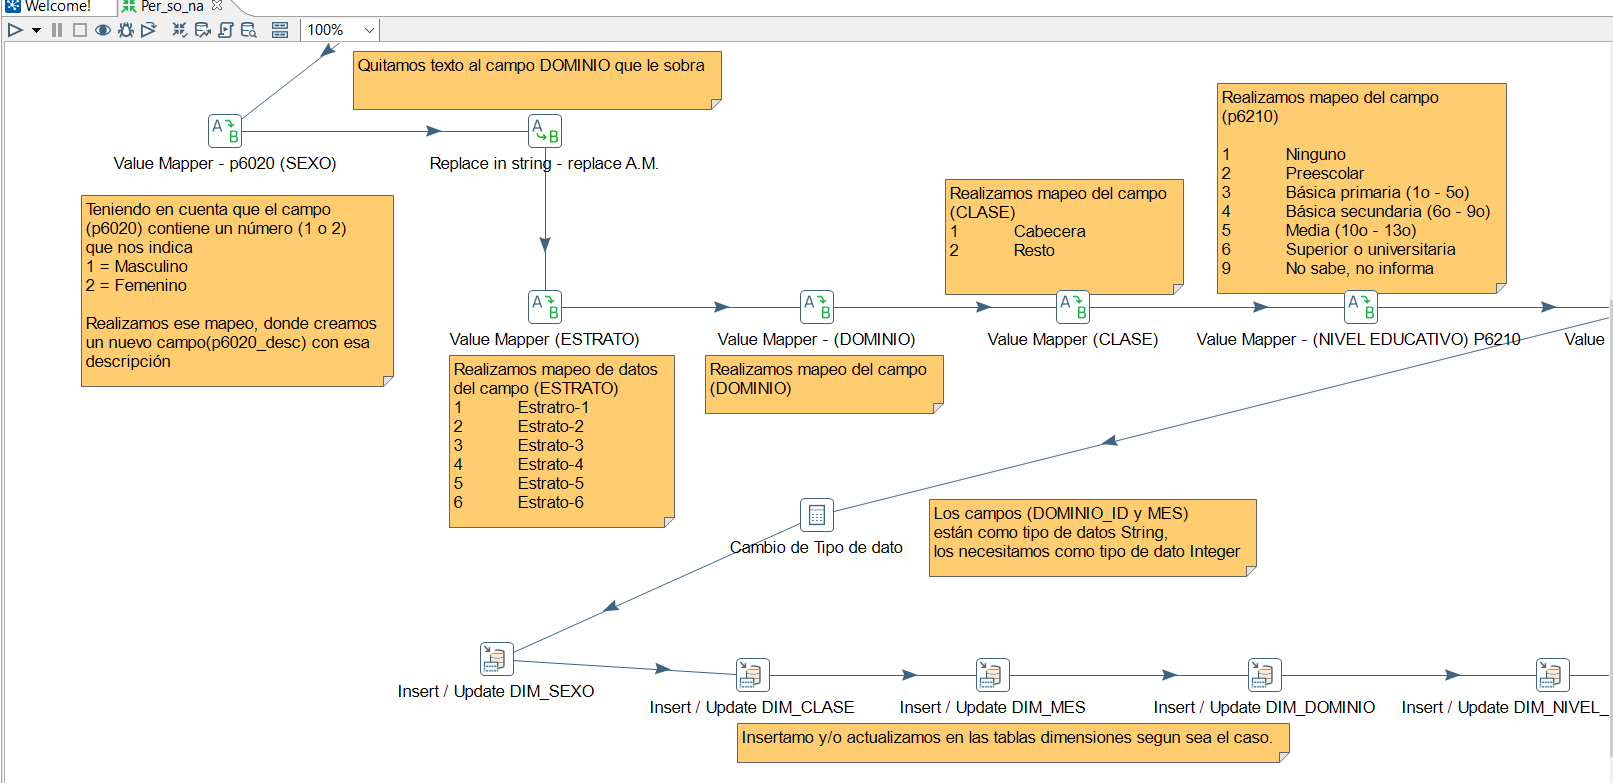 Welcome!
Per_so_na
100%
Quitamos texto al campo DOMINIO que le sobra
Value Mapper - p6020 (SEXO)
Replace in string - replace A.M.
Teniendo en cuenta que el campo
(p6020) contiene un número (1 o 2)
que nos indica
1 = Masculino
2 = Femenino
Realizamos ese mapeo, donde creamos
un nuevo campo(p6020_desc) con esa
descripción
Realizamos mapeo del campo
(CLASE)
1 Cabecera
2 Resto
Realizamos mapeo del campo
(p6210)
1 Ninguno
2 Preescolar
3 Básica primaria (1o - 5o)
4 Básica secundaria (6o - 9o)
5 Media (10o - 13o)
6 Superior o universitaria
9 No sabe, no informa
Value Mapper (ESTRATO)
Value Mapper - (DOMINIO)
Value Mapper (CLASE)
Value Mapper - (NIVEL EDUCATIVO) P6210
Value
Realizamos mapeo de datos
del campo (ESTRATO)
1 Estratro-1
2 Estrato-2
3 Estrato-3
4 Estrato-4
5 Estrato-5
6 Estrato-6
Realizamos mapeo del campo
(DOMINIO)
Cambio de Tipo de dato
Los campos (DOMINIO_ID y MES)
están como tipo de datos String,
los necesitamos como tipo de dato Integer
Insert / Update DIM_SEXO
Insert / Update DIM_CLASE
Insert / Update DIM_MES
Insert / Update DIM_DOMINIO
Insert / Update DIM_NIVEL_
Insertamo y/o actualizamos en las tablas dimensiones segun sea el caso.